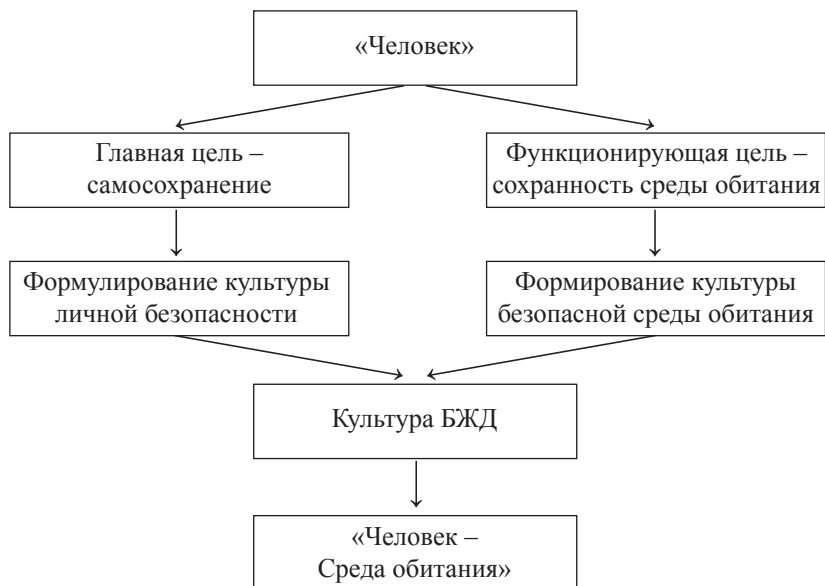 «Человек»
Главная цель –
самосохранение
Функционирующая цель –
сохранность среды обитания
Формулирование культуры
личной безопасности
Формирование культуры
безопасной среды обитания
Культура БЖД
«Человек –
Среда обитания»